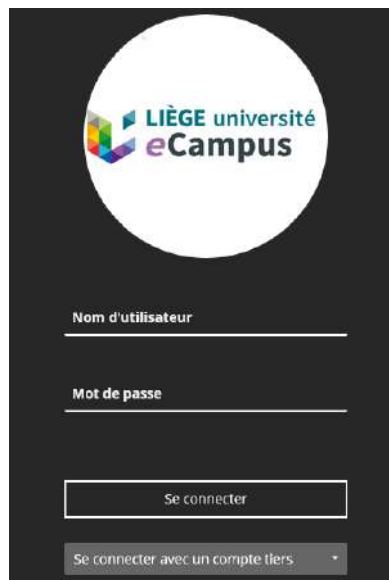 LIÈGE université
eCampus
Nom d'utilisateur
Mot de passe
Se connecter
Se connecter avec un compte tiers